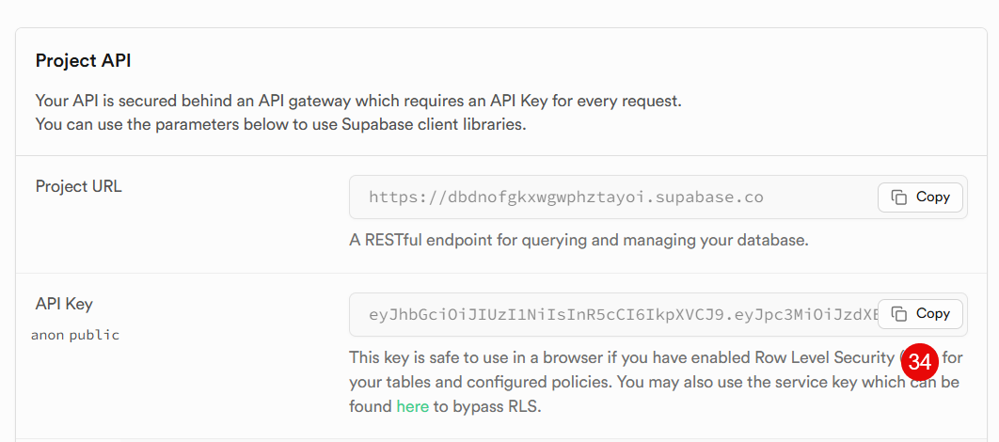 Project API
Your API is secured behind an API gateway which requires an API Key for every request.
You can use the parameters below to use Supabase client libraries.
Project URL
https://dbdnofgkxwgwphztayoi.supabase.co
Copy
A RESTful endpoint for querying and managing your database.
API Key
anon public
eyJhbGciOiJIUzI1NiIsInR5cCI6IkpXVCJ9.eyJpc3MiOiJzdXB
Copy
This key is safe to use in a browser if you have enabled Row Level Security ( for
34
your tables and configured policies. You may also use the service key which can be
found here to bypass RLS.